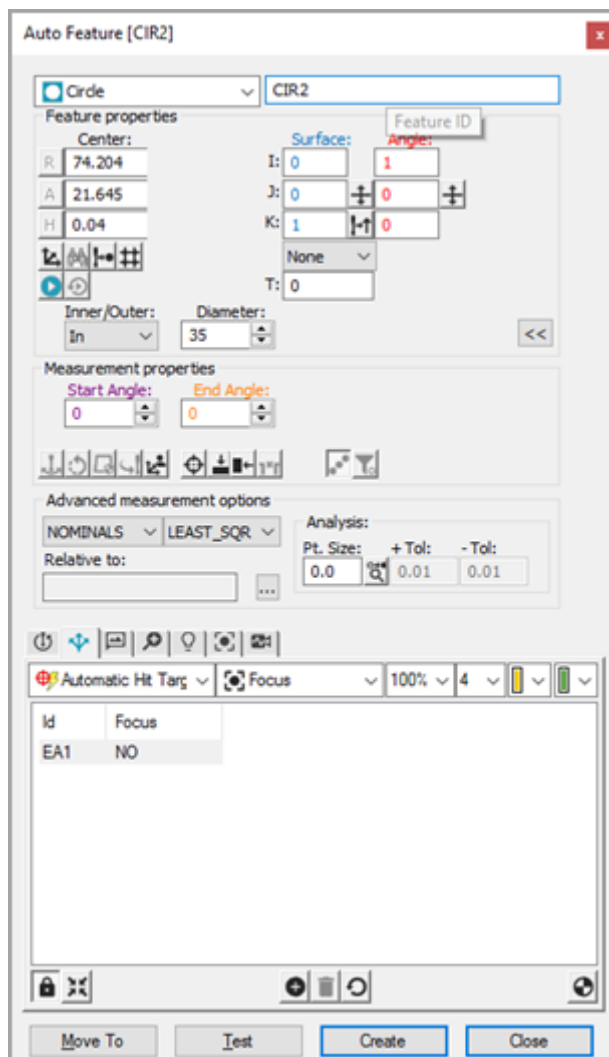 Auto Feature [CIR2]
x
Circle CIR2
Feature properties Feature ID
Center: Surface: Angle:
R 74.204 I: 0 1
A 21.645 J: 0 0
H 0.04 K: 1 0
None
T: 0
Inner/Outer: Diameter:
In 35 <<
Measurement properties
Start Angle: End Angle:
0 0
Advanced measurement options
NOMINALS LEAST_SQR Analysis:
Relative to: Pt. Size: + Tol: - Tol:
0.0 0.01 0.01
...
Automatic Hit Targ Focus 100% 4
Id Focus
EA1 NO
Move To Test Create Close